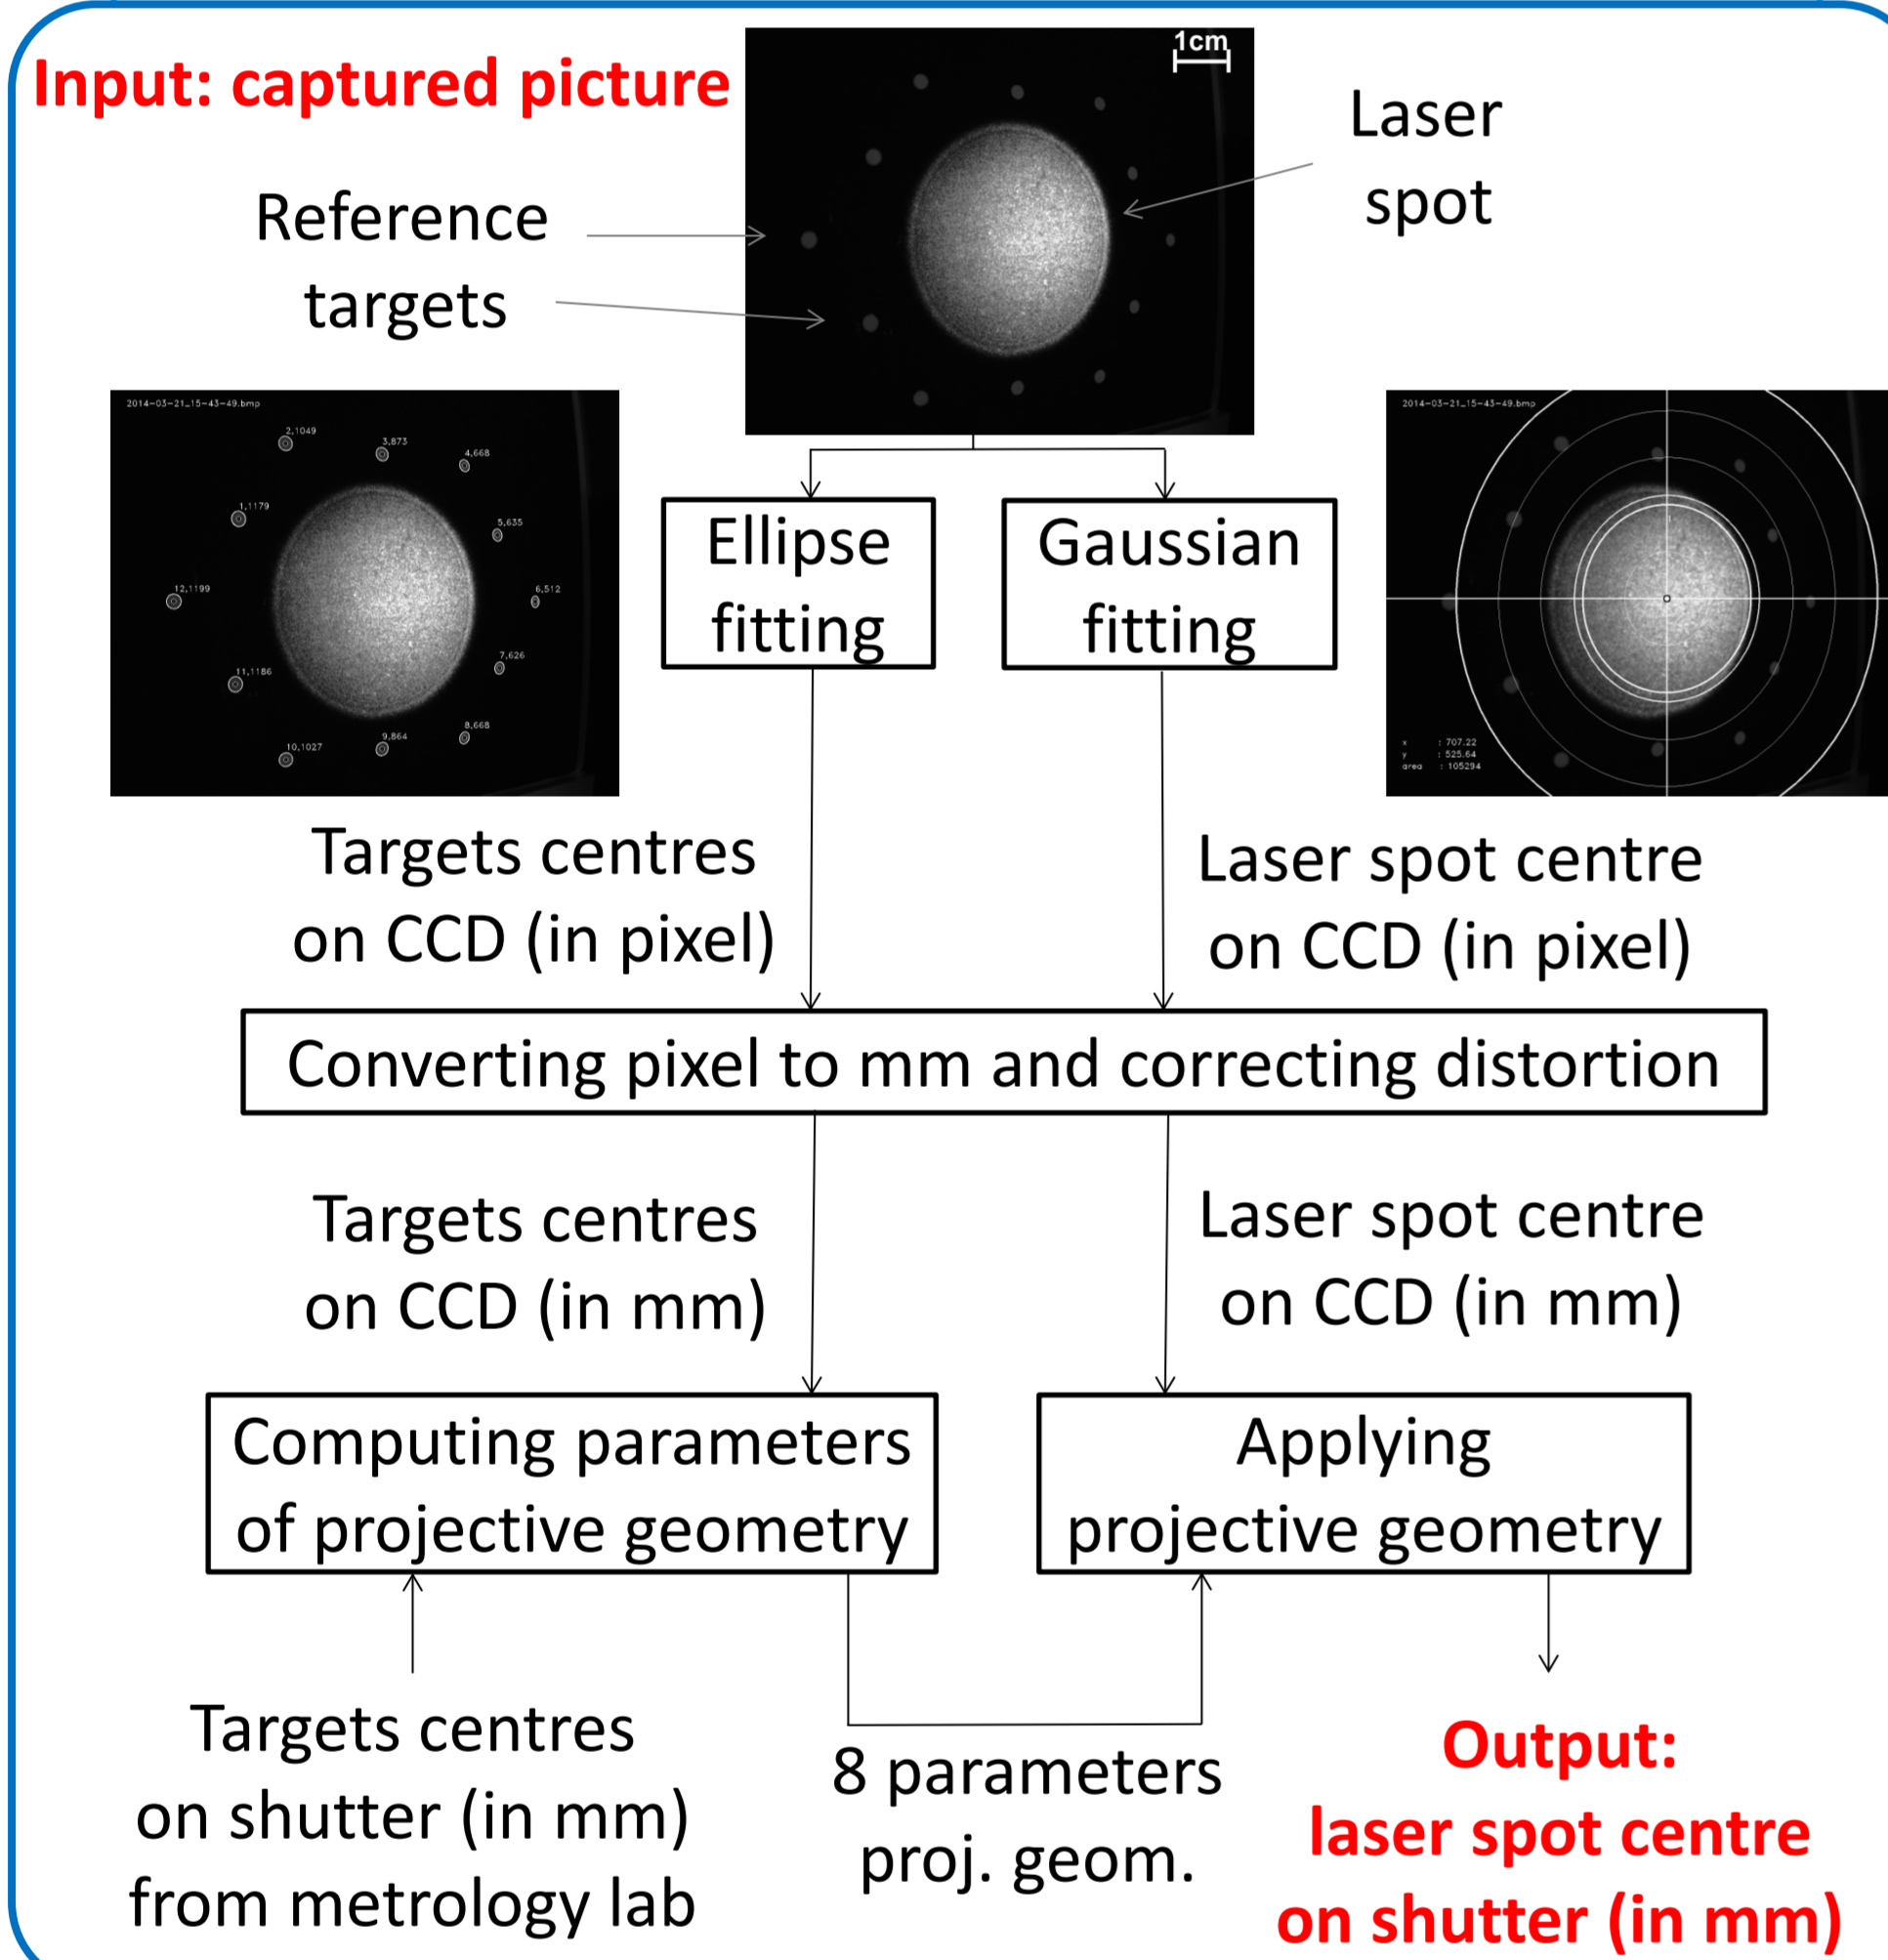 Input: captured picture
1cm
Laser
spot
Reference
targets
2014-03-21_15-43-49.bmp
2,1049
3,873
4,668
1,1179
5,635
12,1199
6,512
11,1186
7,626
10,1027
9,864
8,668
Ellipse
fitting
Gaussian
fitting
2014-03-21_15-43-49.bmp
x : 707.22
y : 525.64
area : 105294
Targets centres
on CCD (in pixel)
Laser spot centre
on CCD (in pixel)
Converting pixel to mm and correcting distortion
Targets centres
on CCD (in mm)
Laser spot centre
on CCD (in mm)
Computing parameters
of projective geometry
Applying
projective geometry
Targets centres
on shutter (in mm)
from metrology lab
8 parameters
proj. geom.
Output:
laser spot centre
on shutter (in mm)